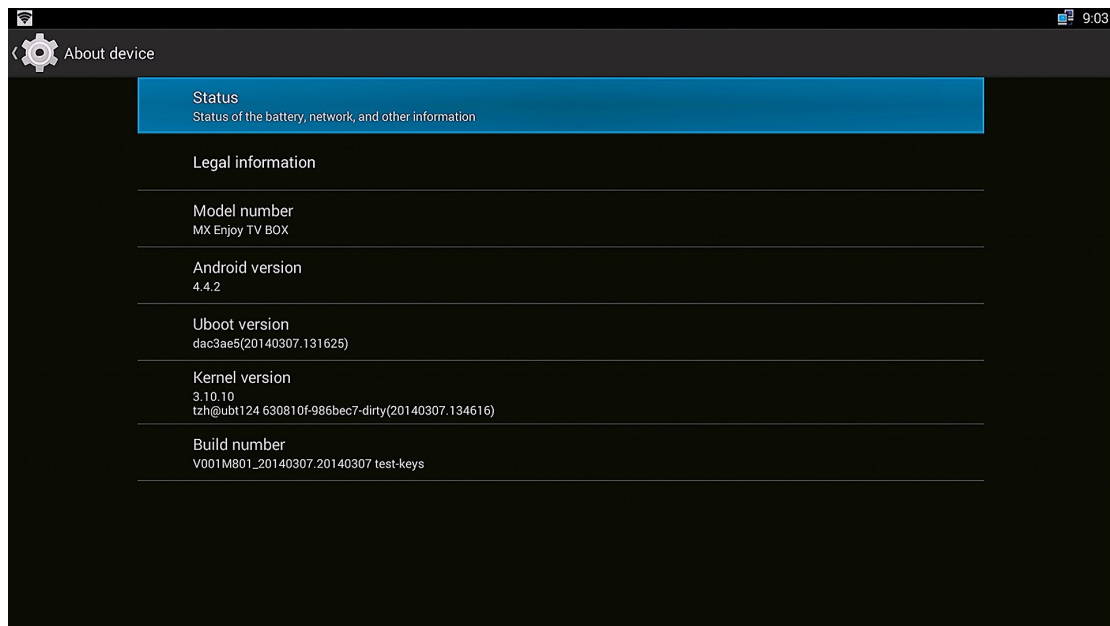 9:03
About device
Status
Status of the battery, network, and other information
Legal information
Model number
MX Enjoy TV BOX
Android version
4.4.2
Uboot version
dac3ae5(20140307.131625)
Kernel version
3.10.10
tzh@ubt124 630810f-986bec7-dirty(20140307.134616)
Build number
V001M801_20140307.20140307 test-keys